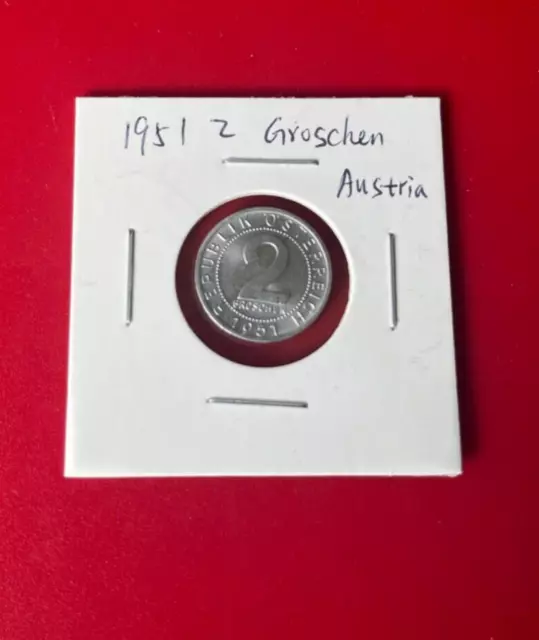 1951 2 Groschen
Austria
REPUBLIK ÖSTERREICH
2
GROSCHEN
1951